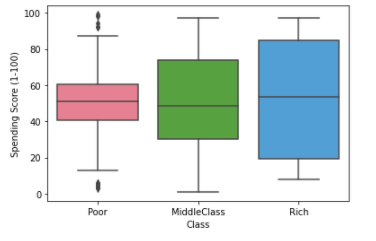 Spending Score (1-100)
100
80
60
40
20
0
Poor
MiddleClass
Rich
Class